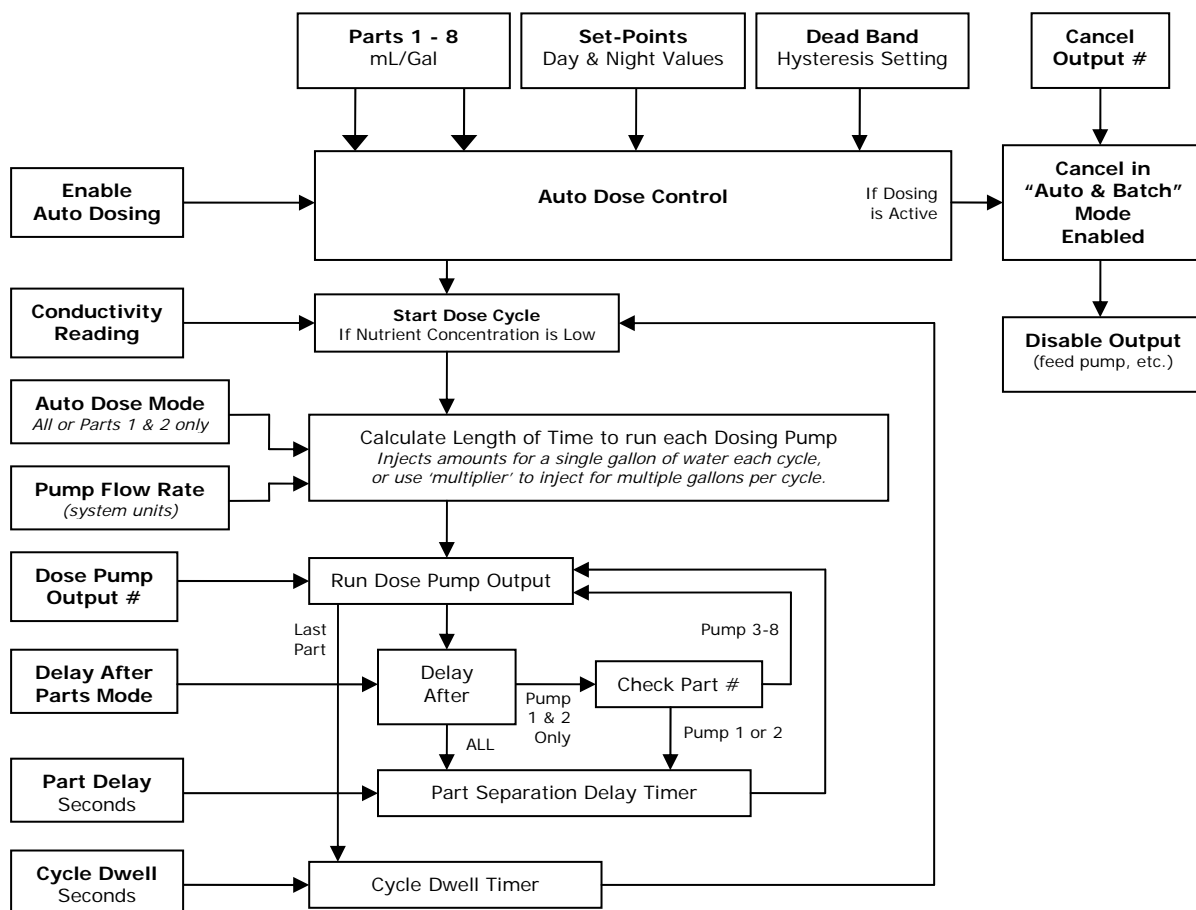 Parts 1 - 8
mL/Gal
Set-Points
Day & Night Values
Dead Band
Hysteresis Setting
Cancel
Output #
Enable
Auto Dosing
Auto Dose Control
If Dosing
is Active
Cancel in
“Auto & Batch”
Mode
Enabled
Conductivity
Reading
Start Dose Cycle
If Nutrient Concentration is Low
Disable Output
(feed pump, etc.)
Auto Dose Mode
All or Parts 1 & 2 only
Pump Flow Rate
(system units)
Calculate Length of Time to run each Dosing Pump
Injects amounts for a single gallon of water each cycle,
or use ‘multiplier’ to inject for multiple gallons per cycle.
Dose Pump
Output #
Run Dose Pump Output
Last
Part
Pump 3-8
Delay After
Parts Mode
Delay
After
Pump
1 & 2
Only
Check Part #
ALL
Pump 1 or 2
Part Delay
Seconds
Part Separation Delay Timer
Cycle Dwell
Seconds
Cycle Dwell Timer